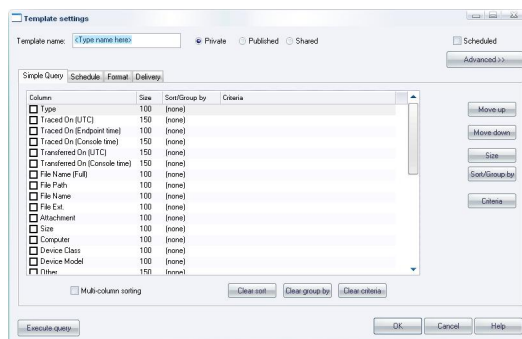 Template settings
Template name: <Type name here> Private Published Shared Scheduled
Advanced >>
Simple Query Schedule Format Delivery
Column Size Sort/Group by Criteria
Type 100 (none)
Traced On (UTC) 150 (none)
Traced On (Endpoint time) 100 (none)
Traced On (Console time) 150 (none)
Transferred On (UTC) 150 (none)
Transferred On (Console time) 150 (none)
File Name (Full) 100 (none)
File Path 100 (none)
File Name 100 (none)
File Ext. 100 (none)
Attachment 100 (none)
Size 100 (none)
Computer 100 (none)
Device Class 100 (none)
Device Model 100 (none)
Other 150 (none)
Move up
Move down
Size
Sort/Group by
Criteria
Multi-column sorting Clear sort Clear group by Clear criteria
Execute query OK Cancel Help